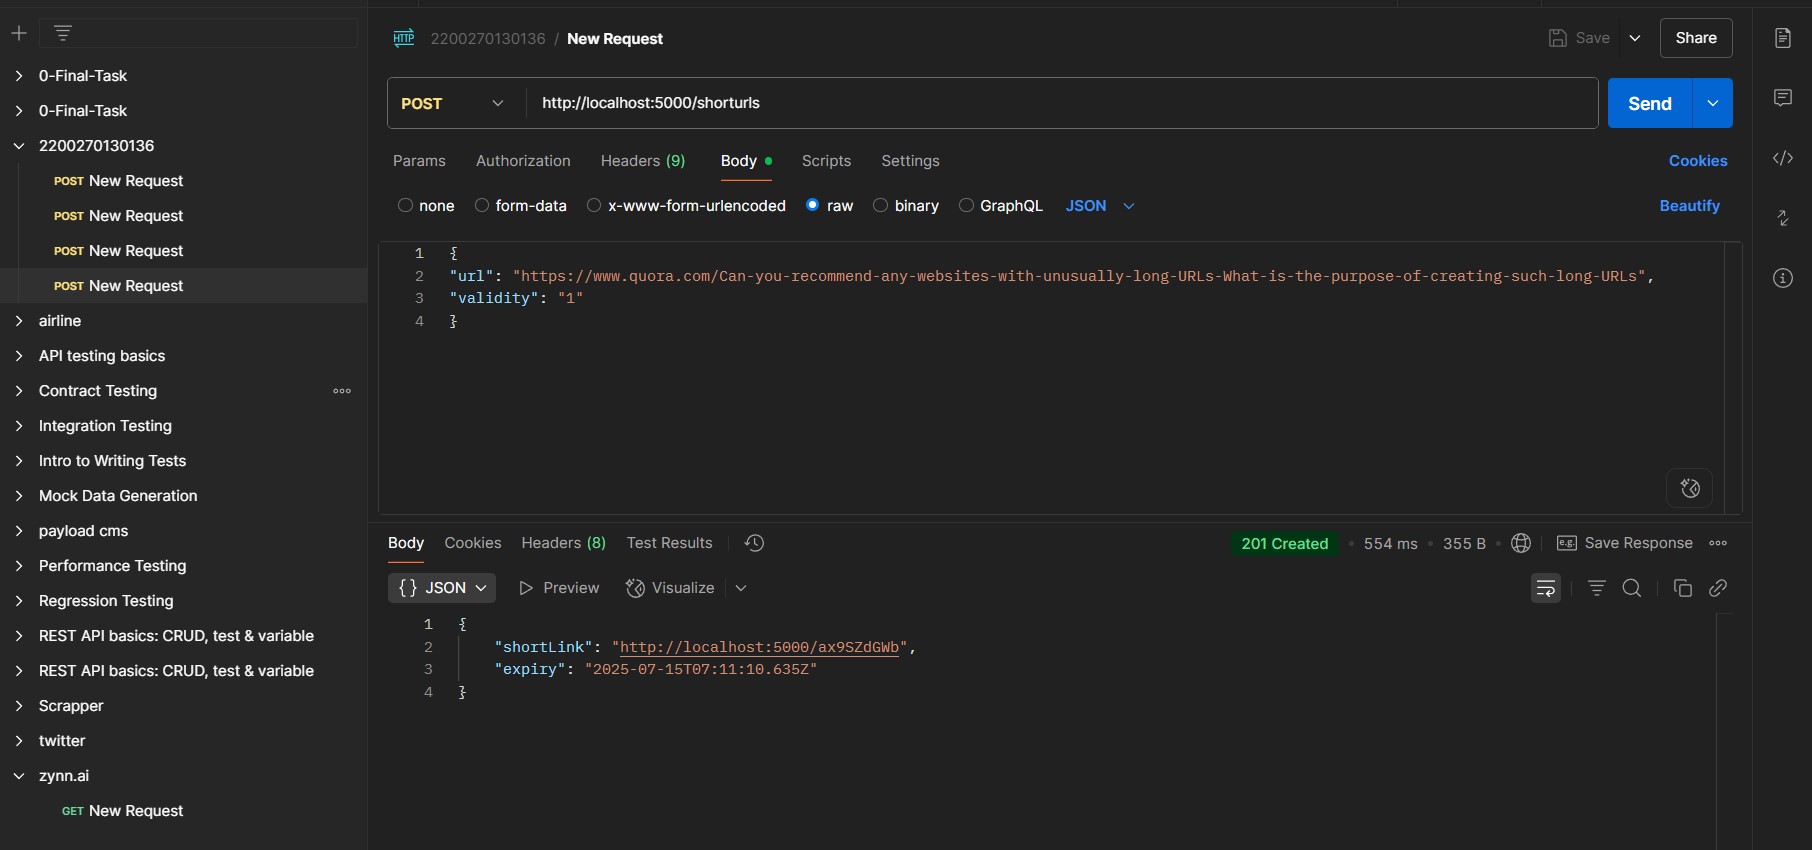 0-Final-Task
0-Final-Task
2200270130136
POST New Request
POST New Request
POST New Request
POST New Request
airline
API testing basics
Contract Testing
Integration Testing
Intro to Writing Tests
Mock Data Generation
payload cms
Performance Testing
Regression Testing
REST API basics: CRUD, test & variable
REST API basics: CRUD, test & variable
Scrapper
twitter
zynn.ai
GET New Request
HTTP 2200270130136 / New Request
Save Share
POST http://localhost:5000/shorturls Send
Params Authorization Headers (9) Body Scripts Settings Cookies
none form-data x-www-form-urlencoded raw binary GraphQL JSON Beautify
1 {
2 "url": "https://www.quora.com/Can-you-recommend-any-websites-with-unusually-long-URLs-What-is-the-purpose-of-creating-such-long-URLs",
3 "validity": "1"
4 }
Body Cookies Headers (8) Test Results 201 Created 554 ms 355 B e.g. Save Response
{} JSON Preview Visualize
1 {
2 "shortLink": "http://localhost:5000/ax9SZdGWb",
3 "expiry": "2025-07-15T07:11:10.635Z"
4 }